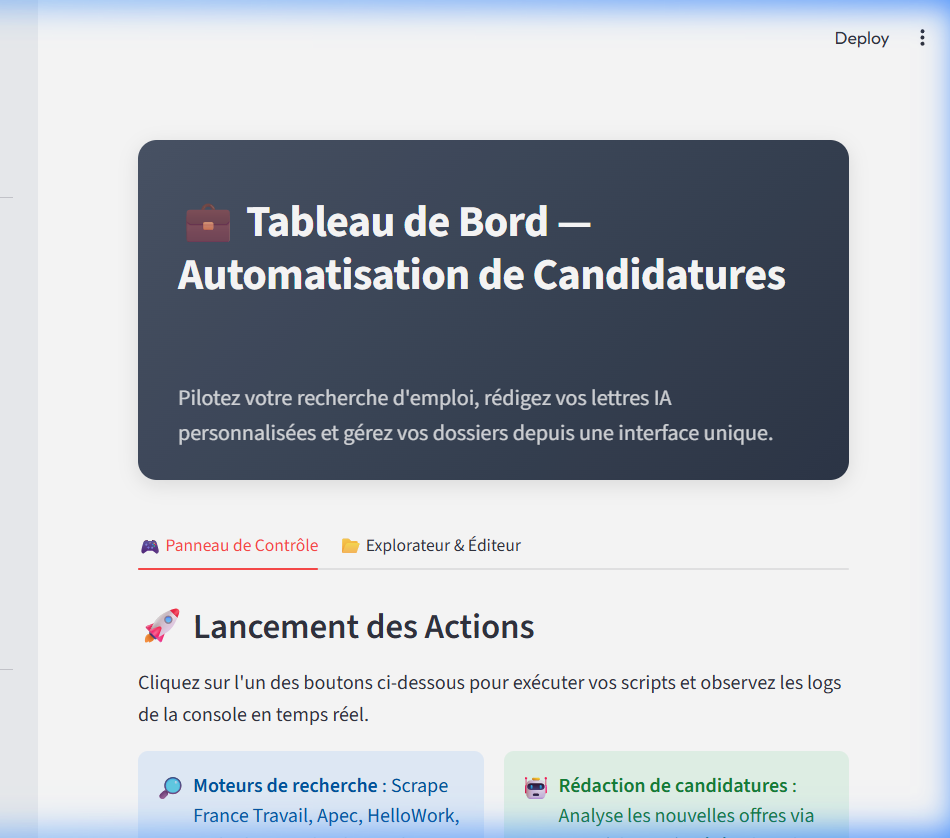 Deploy
Tableau de Bord —
Automatisation de Candidatures
Pilotez votre recherche d'emploi, rédigez vos lettres IA
personnalisées et gérez vos dossiers depuis une interface unique.
Panneau de Contrôle
Explorateur & Éditeur
Lancement des Actions
Cliquez sur l'un des boutons ci-dessous pour exécuter vos scripts et observez les logs
de la console en temps réel.
Moteurs de recherche : Scrape
France Travail, Apec, HelloWork,
Rédaction de candidatures :
Analyse les nouvelles offres via